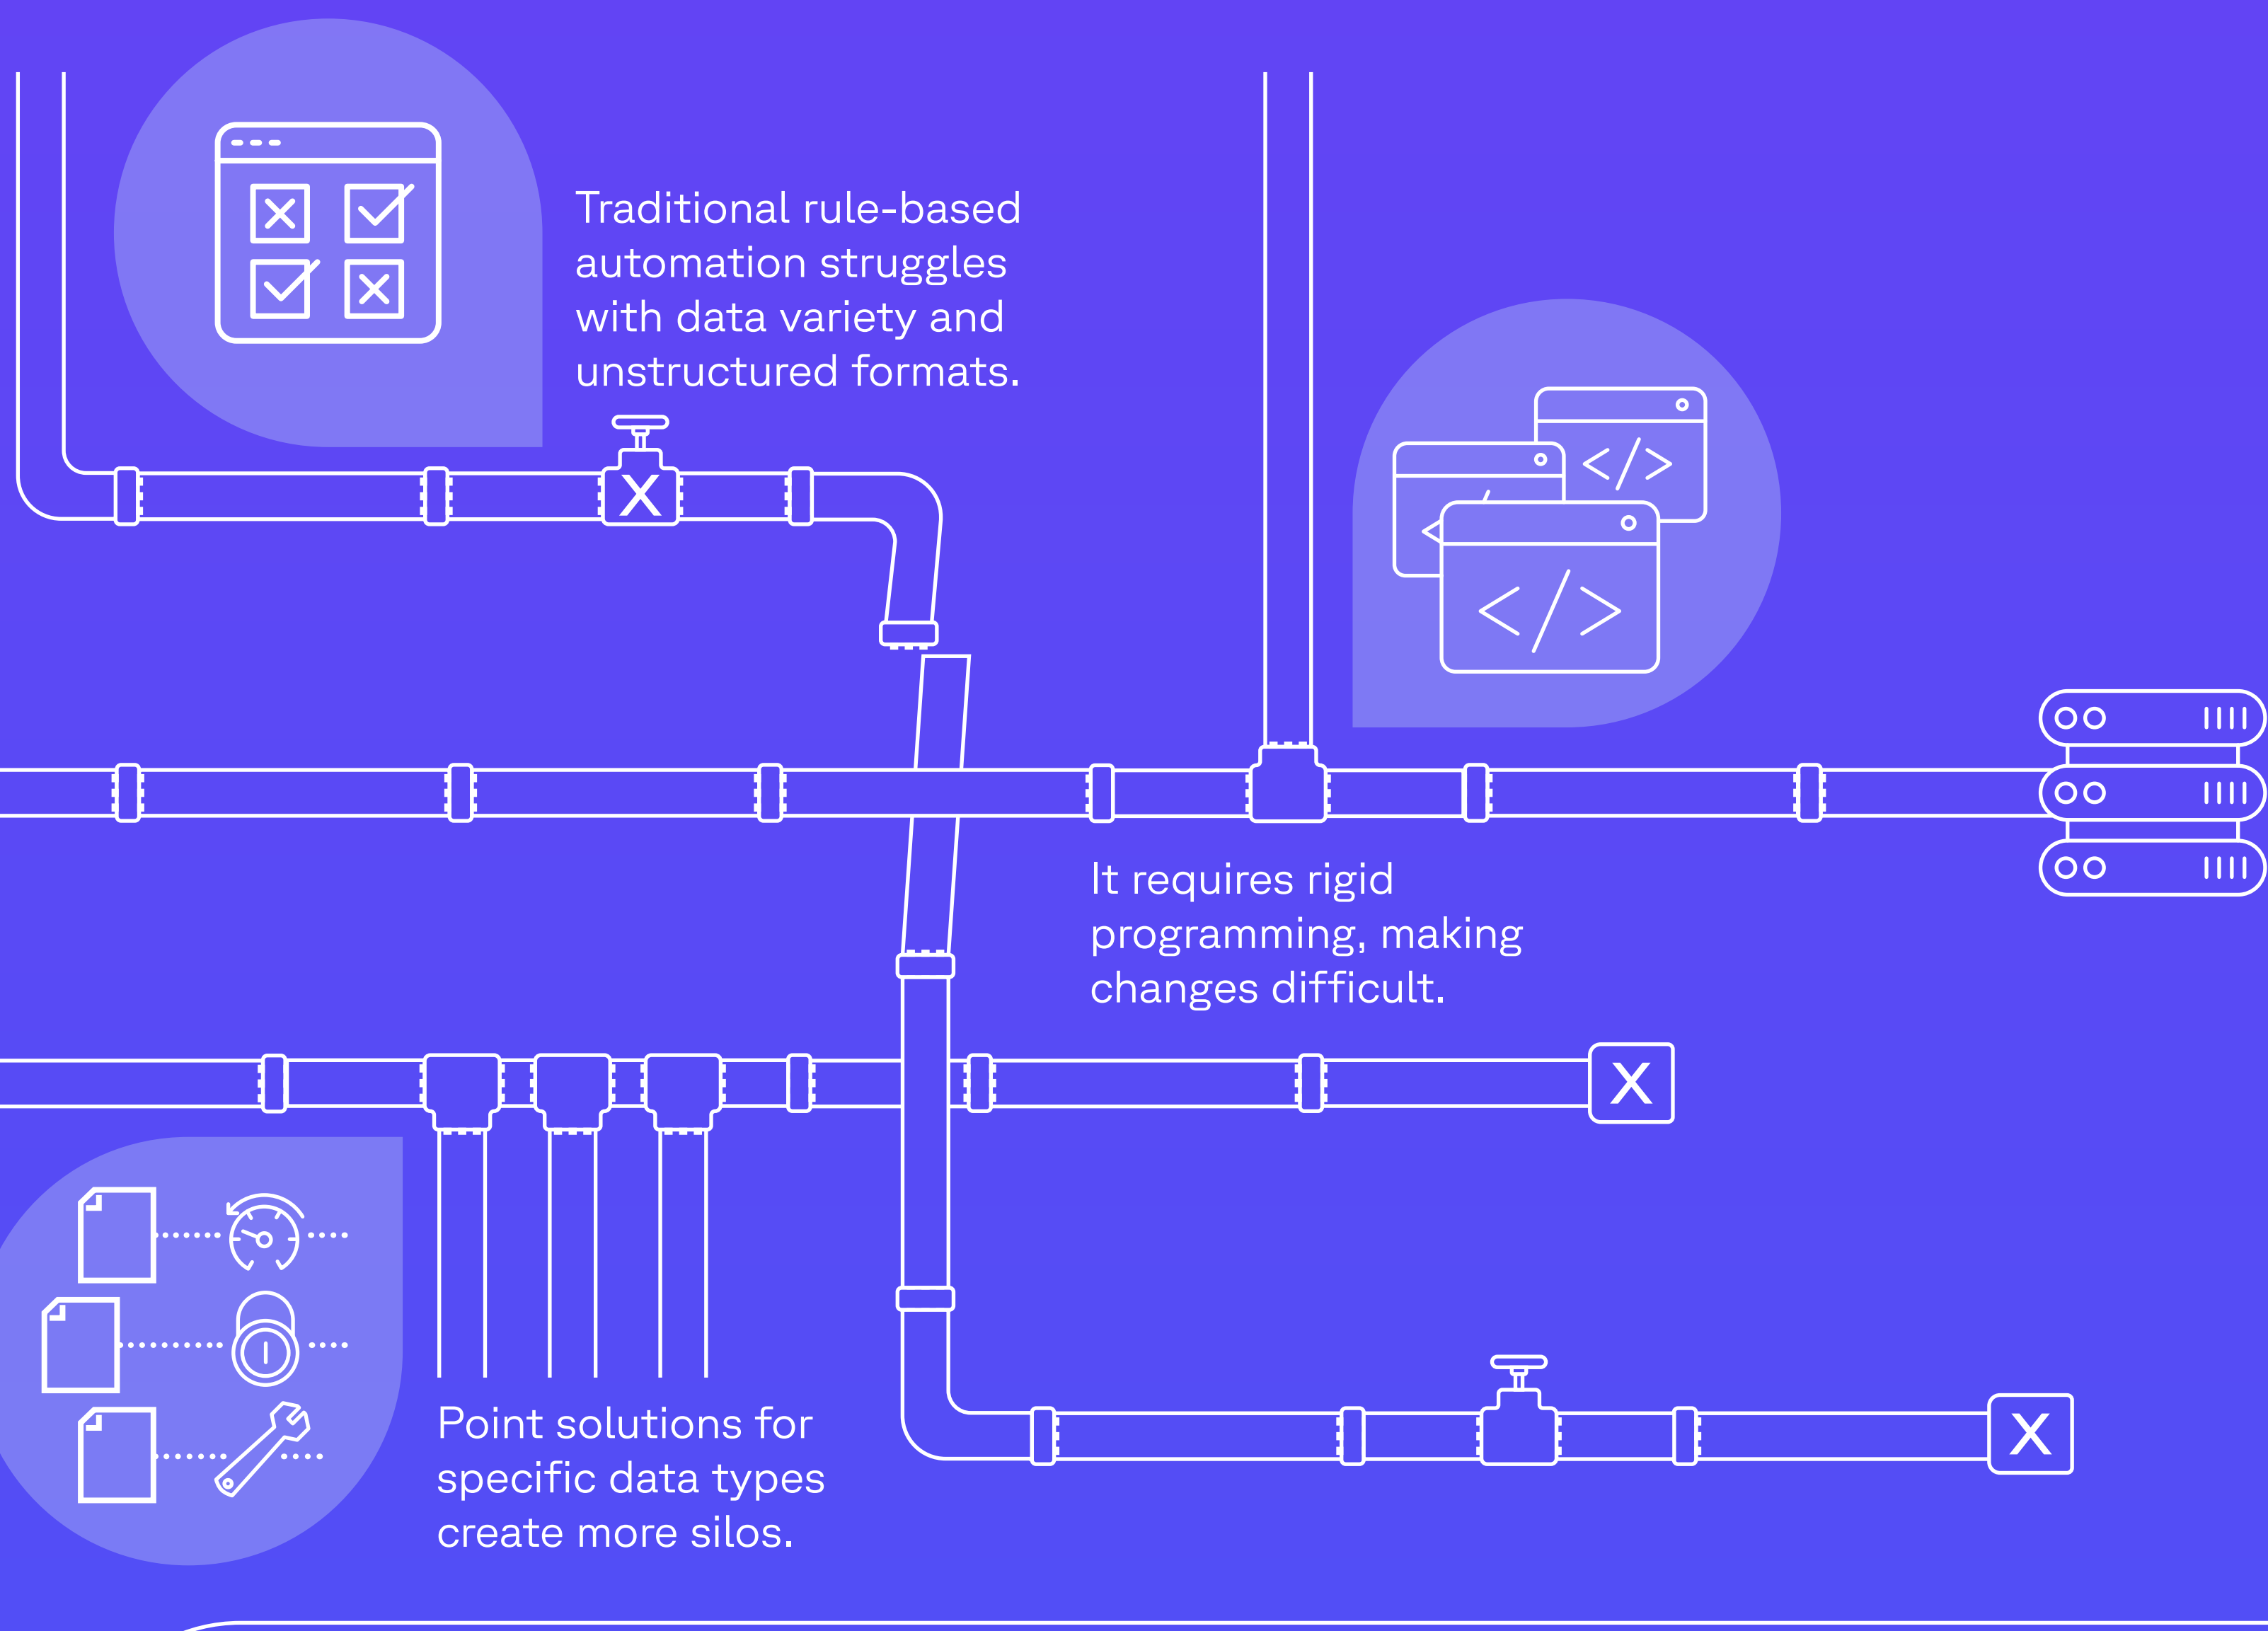 Traditional rule-based
automation struggles
with data variety and
unstructured formats.
X
</>
</>
It requires rigid
programming, making
changes difficult.
X
Point solutions for
specific data types
create more silos.
X